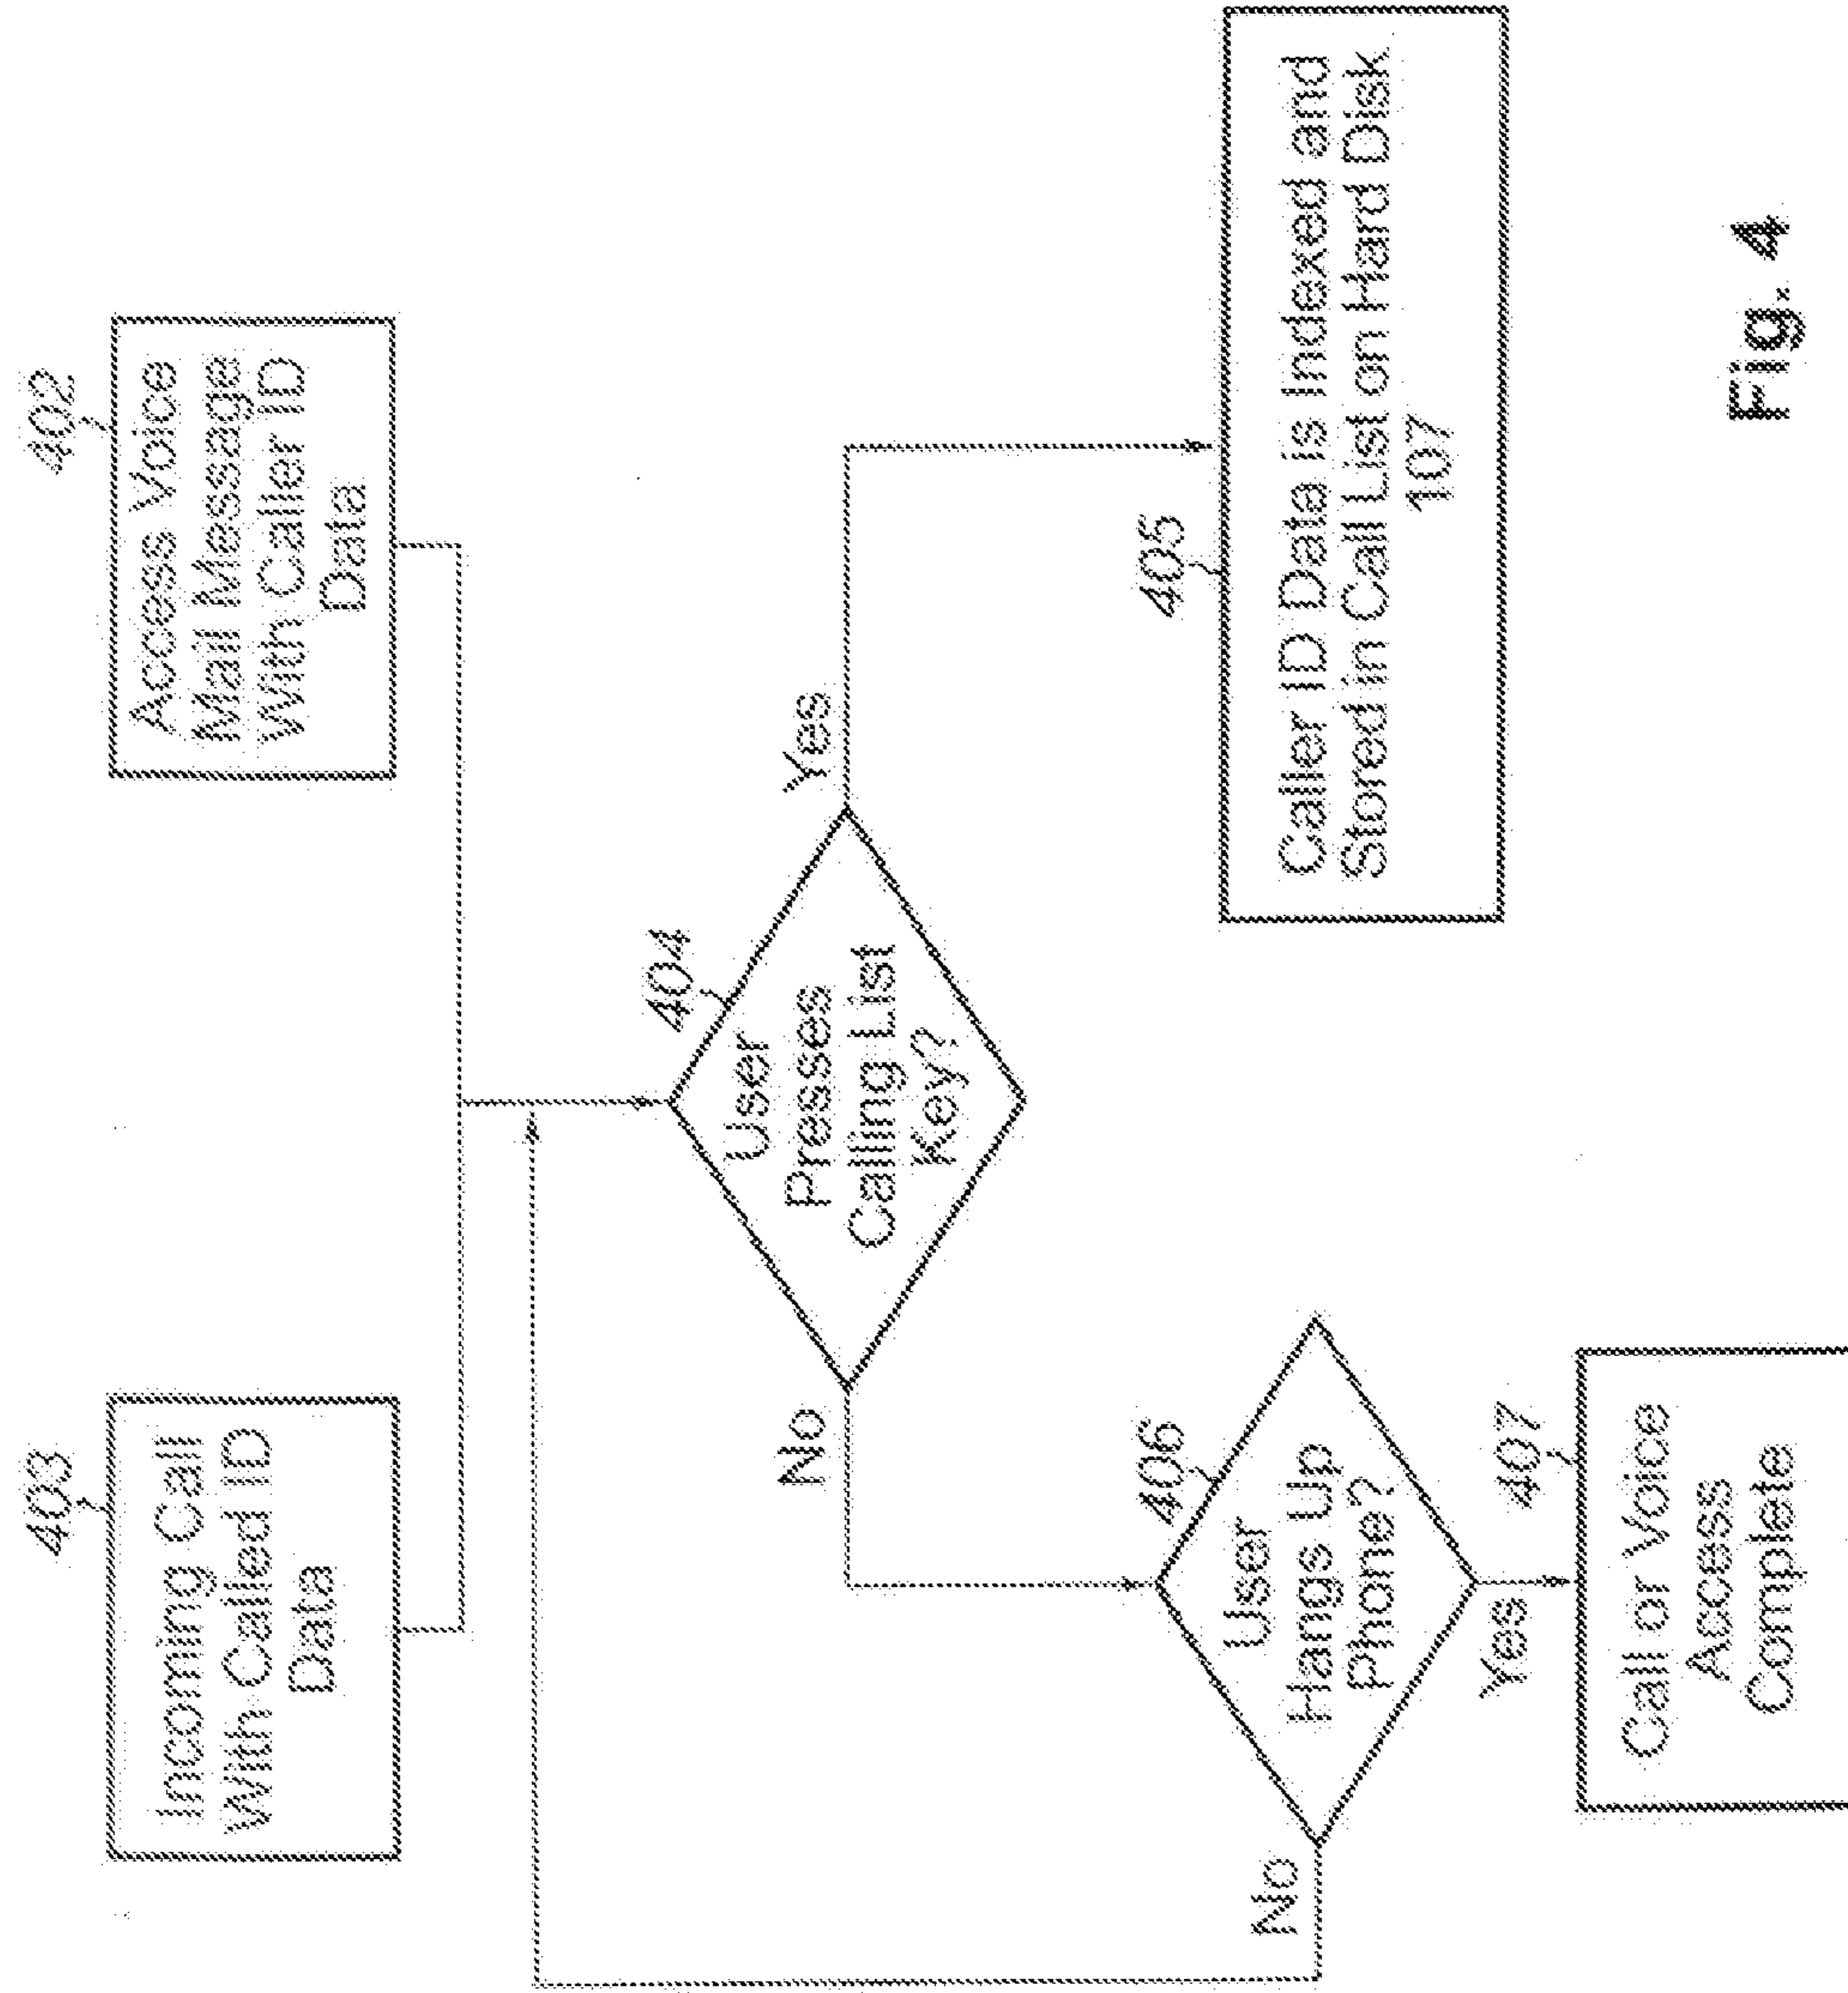 403
Incoming Call
With Called ID
Data
402
Access Voice
Mail Message
With Caller ID
Data
404
User
Presses
Calling List
Key?
No
Yes
406
User
Hangs Up
Phone?
No
Yes
405
Caller ID Data is Indexed and
Stored in Call List on Hard Disk
107
407
Call or Voice
Access
Complete
Fig. 4